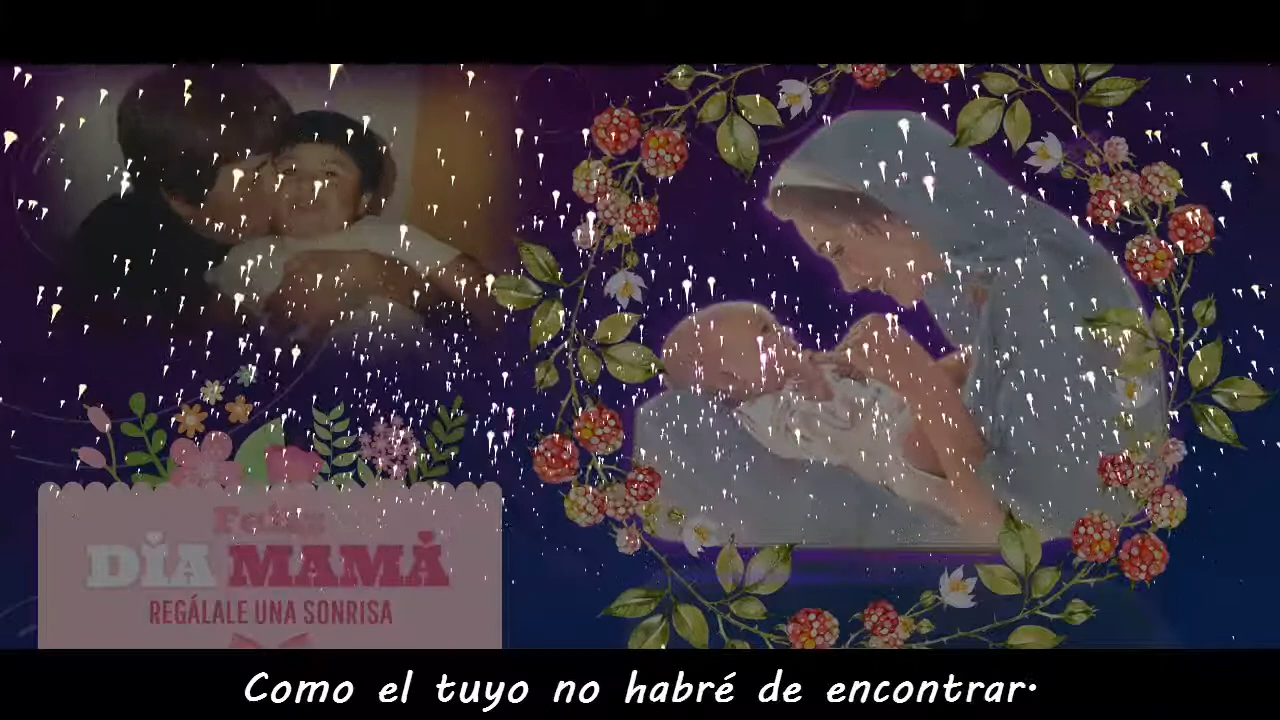 Feliz
DÍA MAMÁ
REGÁLALE UNA SONRISA
Como el tuyo no habré de encontrar.